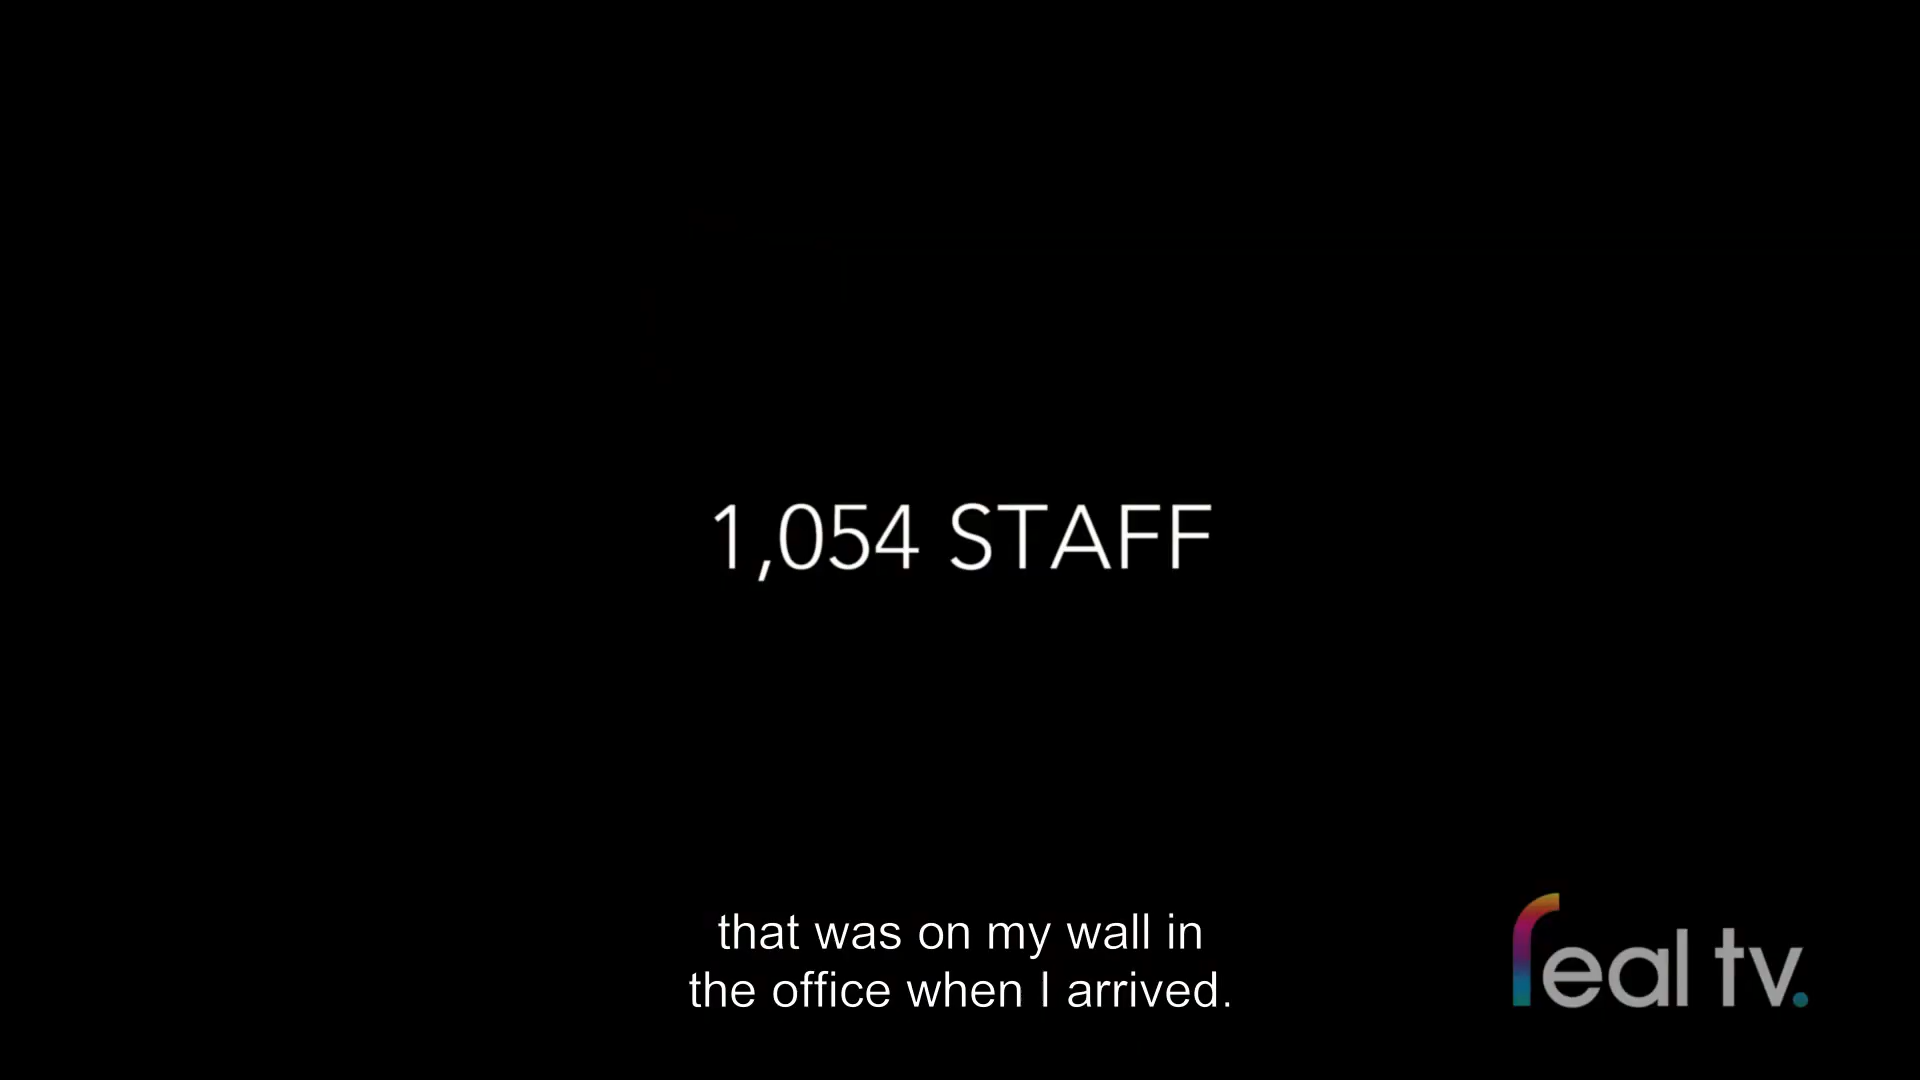 1,054 STAFF
that was on my wall in
the office when I arrived.
real tv.